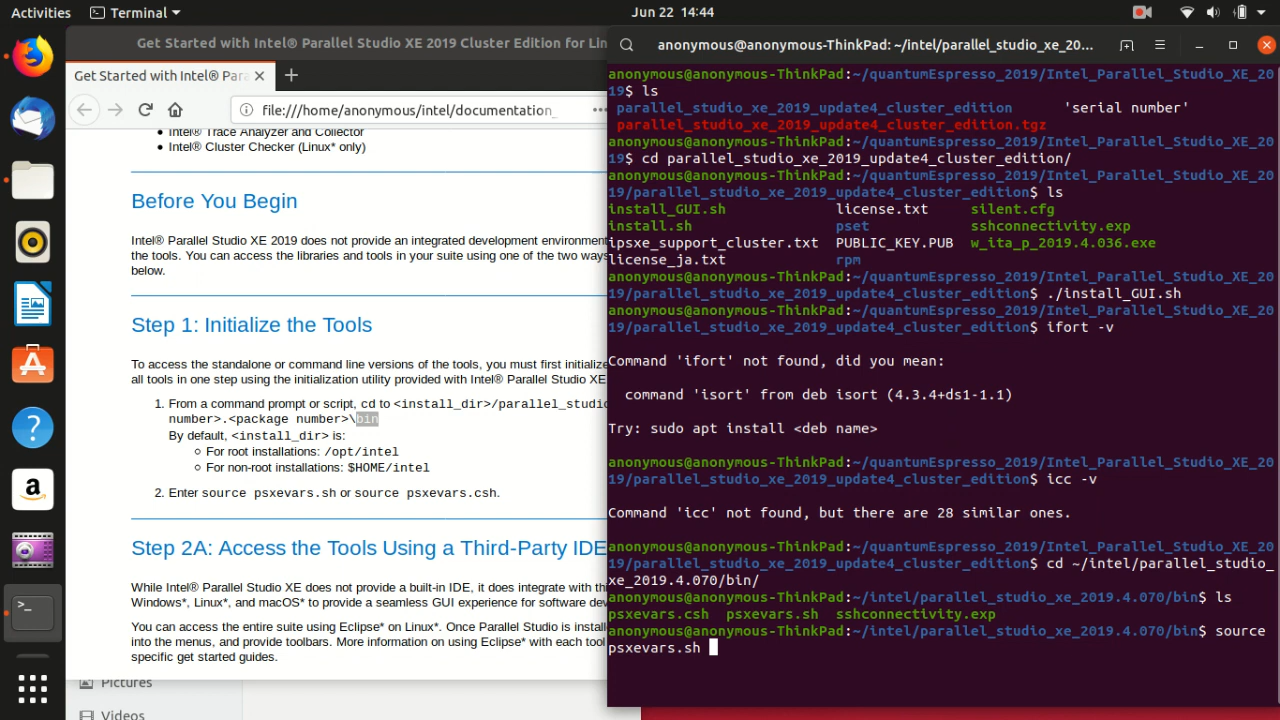 Activities
Terminal
Jun 22 14:44
Get Started with Intel® Parallel Studio XE 2019 Cluster Edition for Lin
Get Started with Intel® Para
file:///home/anonymous/intel/documentation_
Intel® Trace Analyzer and Collector
Intel® Cluster Checker (Linux* only)
Before You Begin
Intel® Parallel Studio XE 2019 does not provide an integrated development environment
the tools. You can access the libraries and tools in your suite using one of the two ways
below.
Step 1: Initialize the Tools
To access the standalone or command line versions of the tools, you must first initialize
all tools in one step using the initialization utility provided with Intel® Parallel Studio XE
1. From a command prompt or script, cd to <install_dir>/parallel_studio
number>.<package number>\bin
By default, <install_dir> is:
For root installations: /opt/intel
For non-root installations: $HOME/intel
2. Enter source psxevars.sh or source psxevars.csh.
Step 2A: Access the Tools Using a Third-Party IDE
While Intel® Parallel Studio XE does not provide a built-in IDE, it does integrate with thi
Windows*, Linux*, and macOS* to provide a seamless GUI experience for software dev
You can access the entire suite using Eclipse* on Linux*. Once Parallel Studio is install
into the menus, and provide toolbars. More information on using Eclipse* with each tool
specific get started guides.
Pictures
Videos
anonymous@anonymous-ThinkPad: ~/intel/parallel_studio_xe_20...
anonymous@anonymous-ThinkPad:~/quantumEspresso_2019/Intel_Parallel_Studio_XE_20
19$ ls
parallel_studio_xe_2019_update4_cluster_edition 'serial number'
parallel_studio_xe_2019_update4_cluster_edition.tgz
anonymous@anonymous-ThinkPad:~/quantumEspresso_2019/Intel_Parallel_Studio_XE_20
19$ cd parallel_studio_xe_2019_update4_cluster_edition/
anonymous@anonymous-ThinkPad:~/quantumEspresso_2019/Intel_Parallel_Studio_XE_20
19/parallel_studio_xe_2019_update4_cluster_edition$ ls
install_GUI.sh license.txt silent.cfg
install.sh pset sshconnectivity.exp
ipsxe_support_cluster.txt PUBLIC_KEY.PUB w_ita_p_2019.4.036.exe
license_ja.txt rpm
anonymous@anonymous-ThinkPad:~/quantumEspresso_2019/Intel_Parallel_Studio_XE_20
19/parallel_studio_xe_2019_update4_cluster_edition$ ./install_GUI.sh
anonymous@anonymous-ThinkPad:~/quantumEspresso_2019/Intel_Parallel_Studio_XE_20
19/parallel_studio_xe_2019_update4_cluster_edition$ ifort -v
Command 'ifort' not found, did you mean:
command 'isort' from deb isort (4.3.4+ds1-1.1)
Try: sudo apt install <deb name>
anonymous@anonymous-ThinkPad:~/quantumEspresso_2019/Intel_Parallel_Studio_XE_20
19/parallel_studio_xe_2019_update4_cluster_edition$ icc -v
Command 'icc' not found, but there are 28 similar ones.
anonymous@anonymous-ThinkPad:~/quantumEspresso_2019/Intel_Parallel_Studio_XE_20
19/parallel_studio_xe_2019_update4_cluster_edition$ cd ~/intel/parallel_studio_
xe_2019.4.070/bin/
anonymous@anonymous-ThinkPad:~/intel/parallel_studio_xe_2019.4.070/bin$ ls
psxevars.csh psxevars.sh sshconnectivity.exp
anonymous@anonymous-ThinkPad:~/intel/parallel_studio_xe_2019.4.070/bin$ source
psxevars.sh